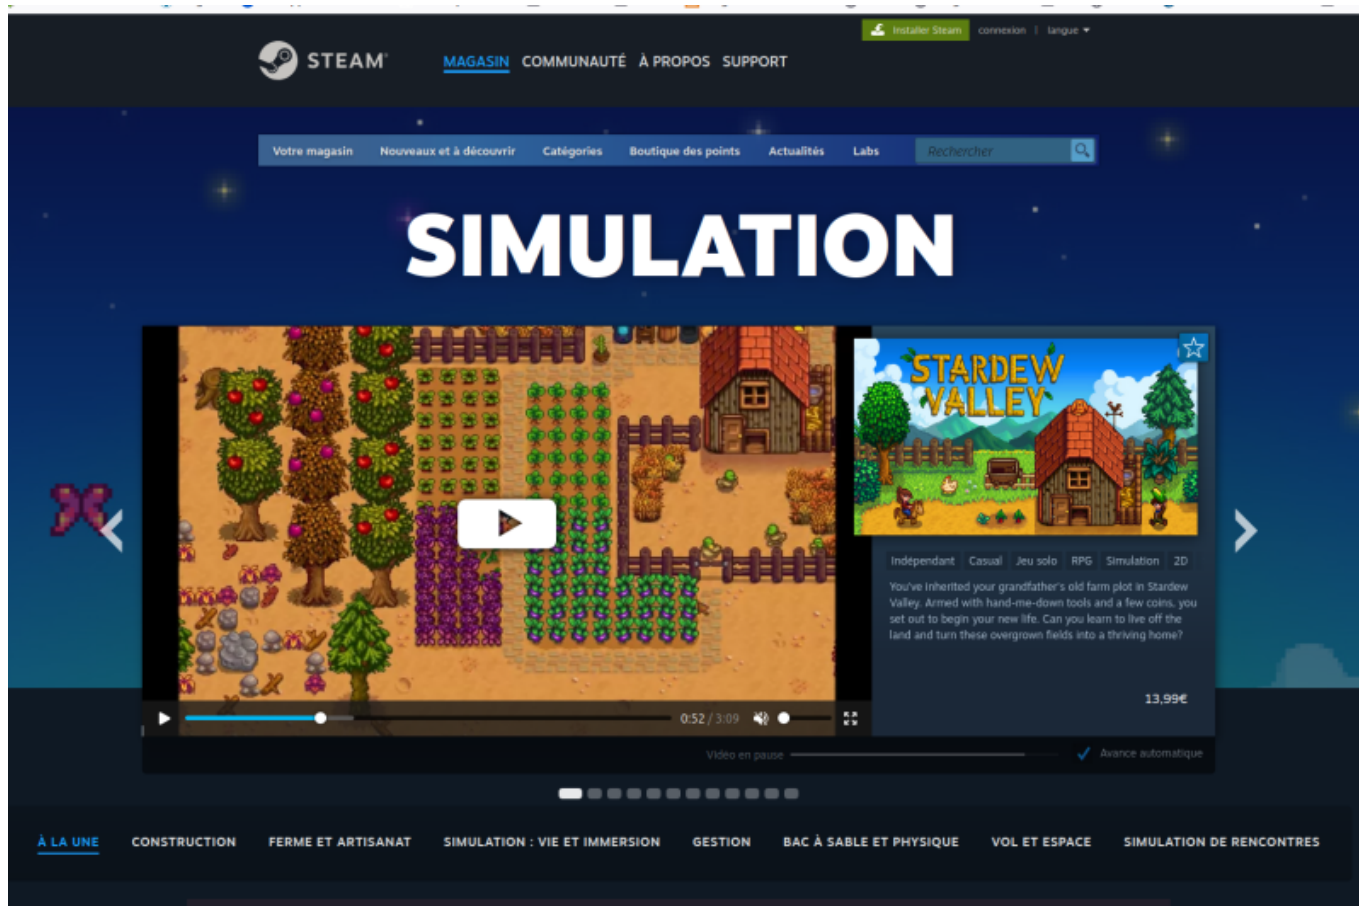 Installer Steam connexion | langue
STEAM
MAGASIN COMMUNAUTÉ À PROPOS SUPPORT
Votre magasin Nouveaux et à découvrir Catégories Boutique des points Actualités Labs Rechercher
SIMULATION
STARDEW
VALLEY
Indépendant Casual Jeu solo RPG Simulation 2D
You've inherited your grandfather's old farm plot in Stardew
Valley. Armed with hand-me-down tools and a few coins, you
set out to begin your new life. Can you learn to live off the
land and turn these overgrown fields into a thriving home?
13,99€
0:52 / 3:09
Vidéo en pause Avance automatique
À LA UNE CONSTRUCTION FERME ET ARTISANAT SIMULATION : VIE ET IMMERSION GESTION BAC À SABLE ET PHYSIQUE VOL ET ESPACE SIMULATION DE RENCONTRES